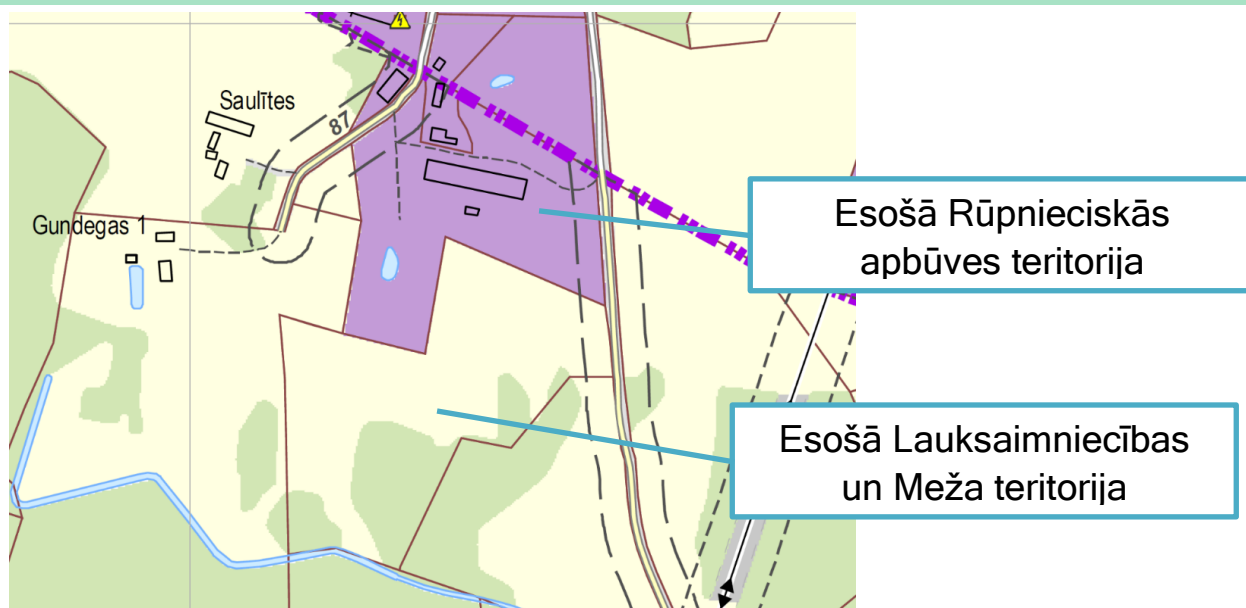 Saulītes
87
Gundegas 1
Esošā Rūpnieciskās
apbūves teritorija
Esošā Lauksaimniecības
un Meža teritorija